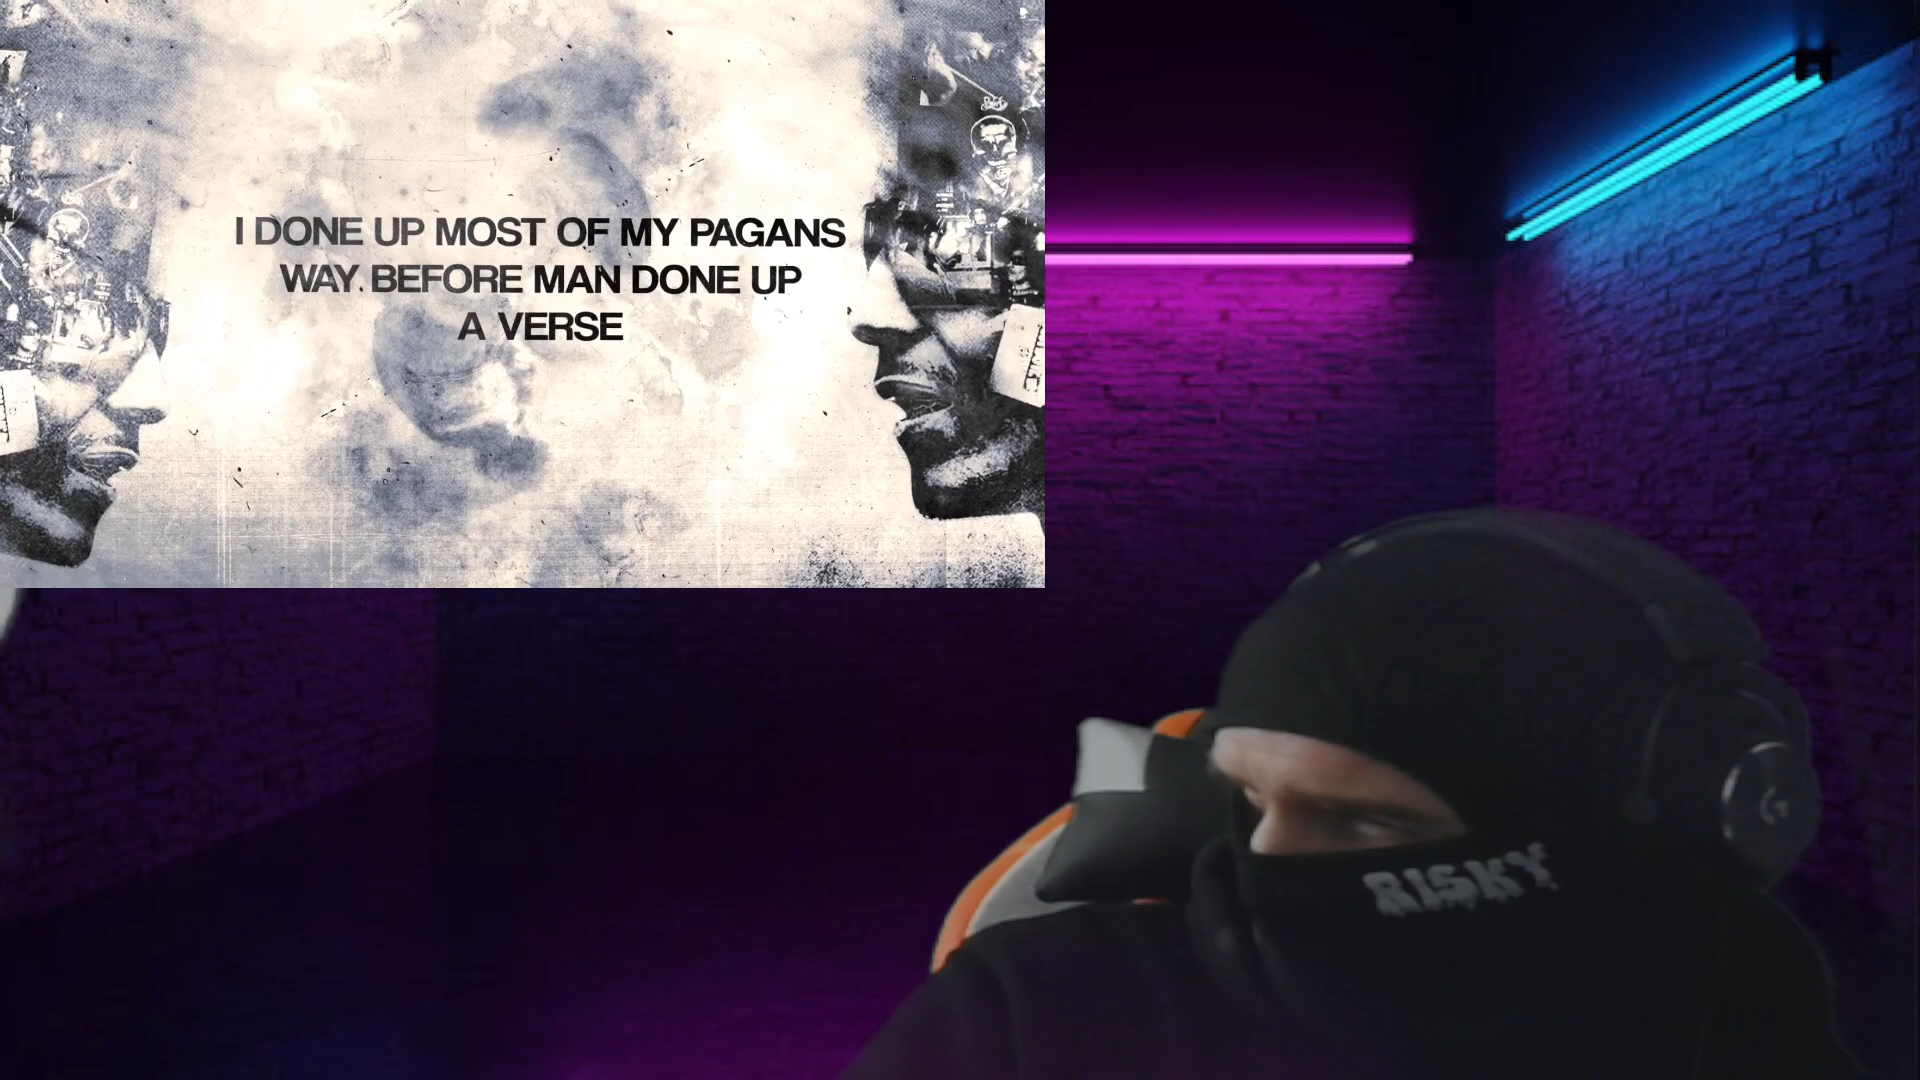 I DONE UP MOST OF MY PAGANS
WAY BEFORE MAN DONE UP
A VERSE
RISKY